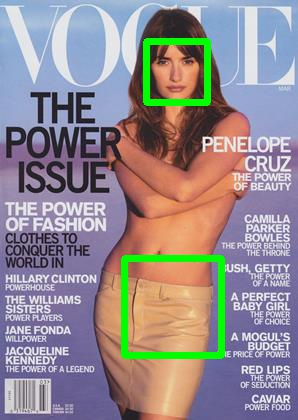 VOGUE
MAR
THE
POWER
ISSUE
THE POWER
OF FASHION
CLOTHES TO
CONQUER THE
WORLD IN
HILLARY CLINTON
POWERHOUSE
THE WILLIAMS
SISTERS
POWER PLAYERS
JANE FONDA
WILLPOWER
JACQUELINE
KENNEDY
THE POWER OF A LEGEND
PENELOPE
CRUZ
THE POWER
OF BEAUTY
CAMILLA
PARKER
BOWLES
THE POWER BEHIND
THE THRONE
BUSH, GETTY
THE POWER
OF A NAME
A PERFECT
BABY GIRL
THE POWER
OF CHOICE
A MOGUL'S
BUDGET
THE PRICE OF POWER
RED LIPS
THE POWER
OF SEDUCTION
CAVIAR
POWER FOOD